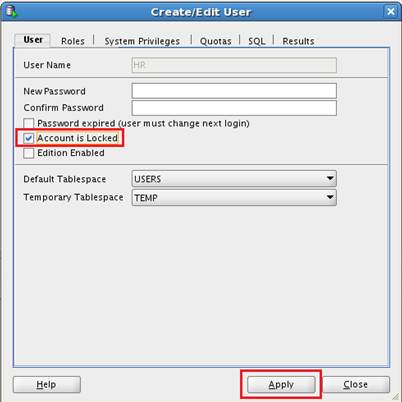 Create/Edit User
User Roles System Privileges Quotas SQL Results
User Name HR
New Password
Confirm Password
Password expired (user must change next login)
Account is Locked
Edition Enabled
Default Tablespace USERS
Temporary Tablespace TEMP
Help Apply Close